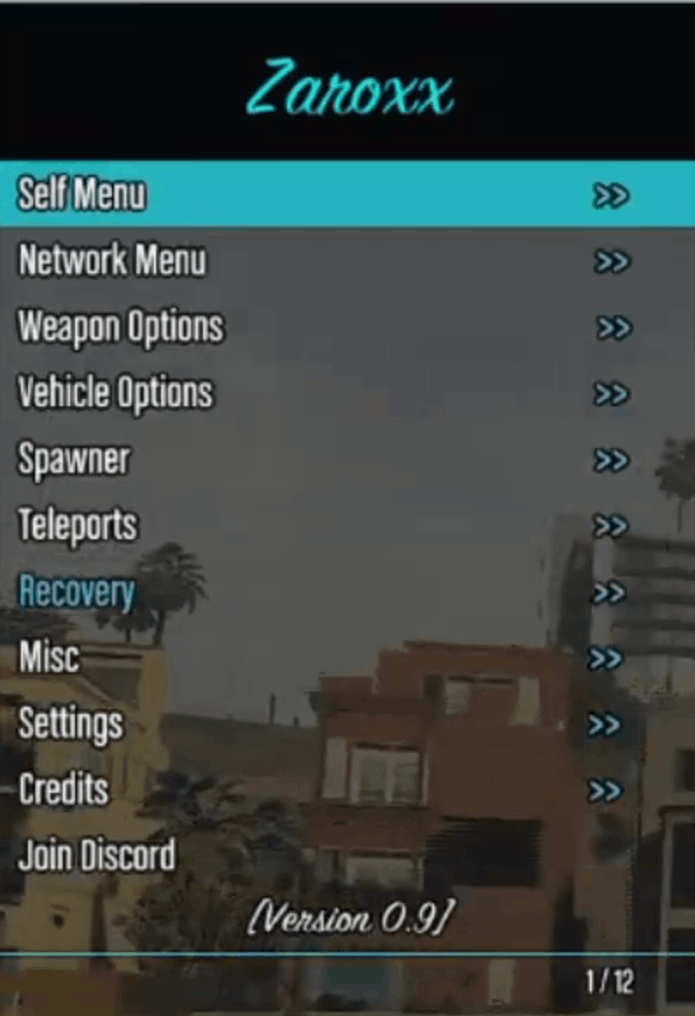 Zaroxx
Self Menu >>
Network Menu >>
Weapon Options >>
Vehicle Options >>
Spawner >>
Teleports >>
Recovery >>
Misc >>
Settings >>
Credits >>
Join Discord
[Version 0.9]
1 / 12